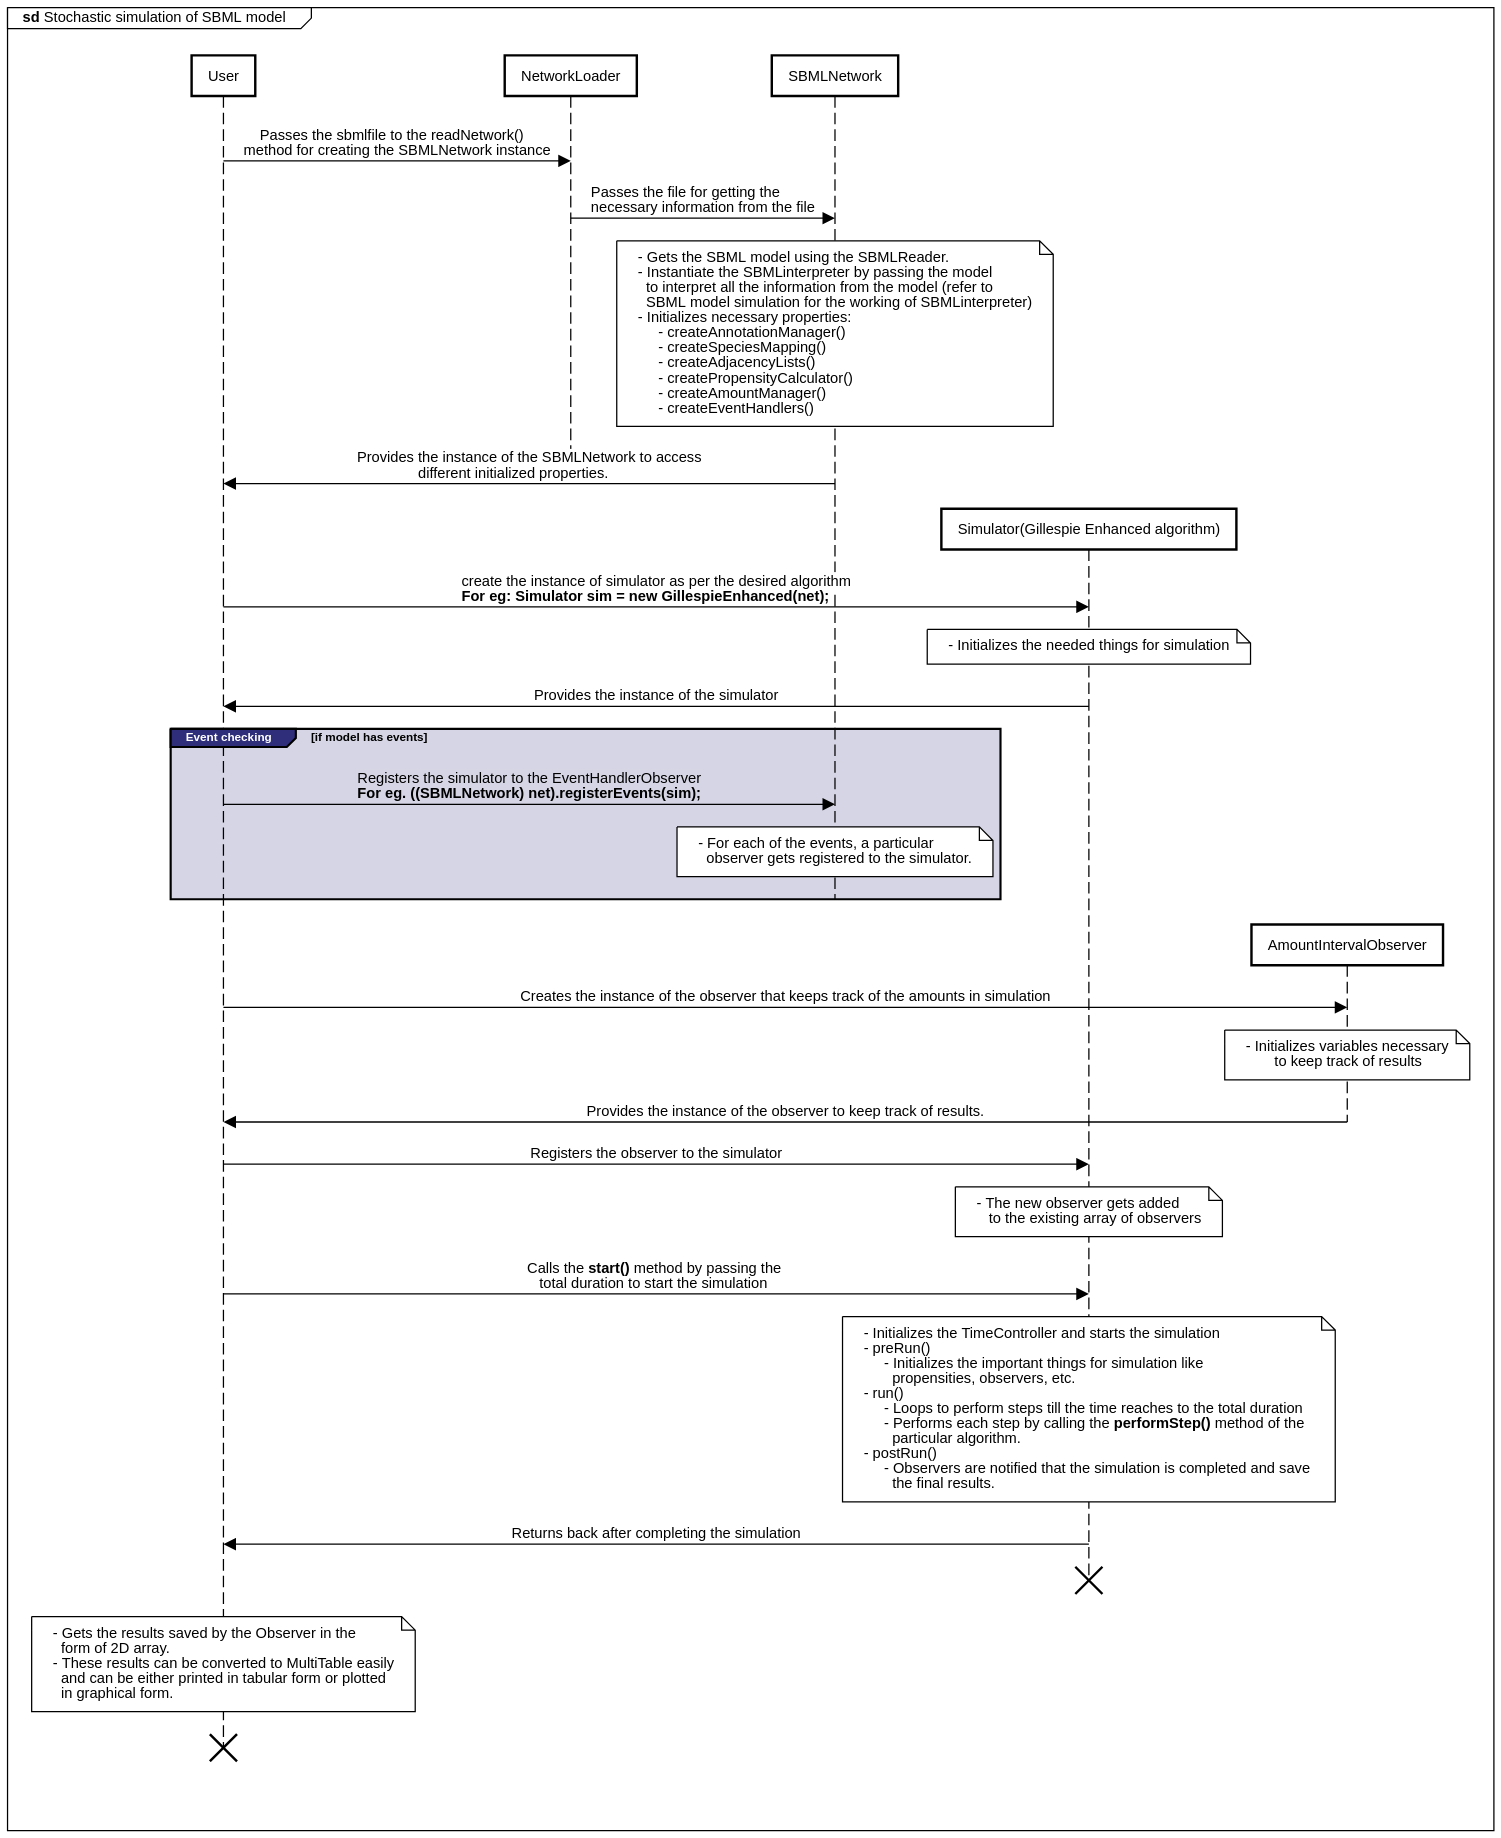 sd Stochastic simulation of SBML model
User
NetworkLoader
SBMLNetwork
Passes the sbmlfile to the readNetwork()
method for creating the SBMLNetwork instance
Passes the file for getting the
necessary information from the file
- Gets the SBML model using the SBMLReader.
- Instantiate the SBMLinterpreter by passing the model
to interpret all the information from the model (refer to
SBML model simulation for the working of SBMLinterpreter)
- Initializes necessary properties:
- createAnnotationManager()
- createSpeciesMapping()
- createAdjacencyLists()
- createPropensityCalculator()
- createAmountManager()
- createEventHandlers()
Provides the instance of the SBMLNetwork to access
different initialized properties.
Simulator(Gillespie Enhanced algorithm)
create the instance of simulator as per the desired algorithm
For eg: Simulator sim = new GillespieEnhanced(net);
- Initializes the needed things for simulation
Provides the instance of the simulator
Event checking
[if model has events]
Registers the simulator to the EventHandlerObserver
For eg. ((SBMLNetwork) net).registerEvents(sim);
- For each of the events, a particular
observer gets registered to the simulator.
AmountIntervalObserver
Creates the instance of the observer that keeps track of the amounts in simulation
- Initializes variables necessary
to keep track of results
Provides the instance of the observer to keep track of results.
Registers the observer to the simulator
- The new observer gets added
to the existing array of observers
Calls the start() method by passing the
total duration to start the simulation
- Initializes the TimeController and starts the simulation
- preRun()
- Initializes the important things for simulation like
propensities, observers, etc.
- run()
- Loops to perform steps till the time reaches to the total duration
- Performs each step by calling the performStep() method of the
particular algorithm.
- postRun()
- Observers are notified that the simulation is completed and save
the final results.
Returns back after completing the simulation
- Gets the results saved by the Observer in the
form of 2D array.
- These results can be converted to MultiTable easily
and can be either printed in tabular form or plotted
in graphical form.